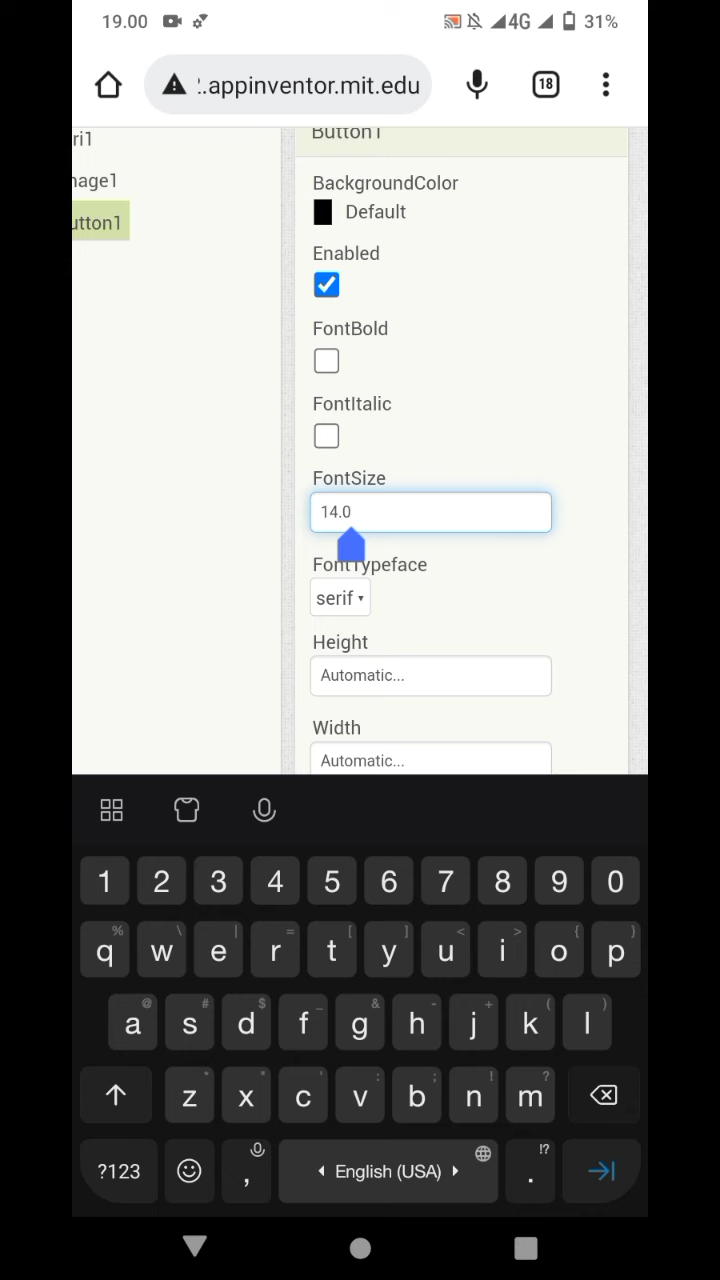 19.00 4G 31%
2.appinventor.mit.edu 18
ri1 Button1
nage1
utton1
BackgroundColor
Default
Enabled
FontBold
FontItalic
FontSize
14.0
FontTypeface
serif
Height
Automatic...
Width
Automatic...
1 2 3 4 5 6 7 8 9 0
% \ | = [ ] < > { }
q w e r t y u i o p
@ # $ _ & - + ( )
a s d f g h j k l
* " ' : ; ! ?
z x c v b n m
!?
?123 , English (USA) .